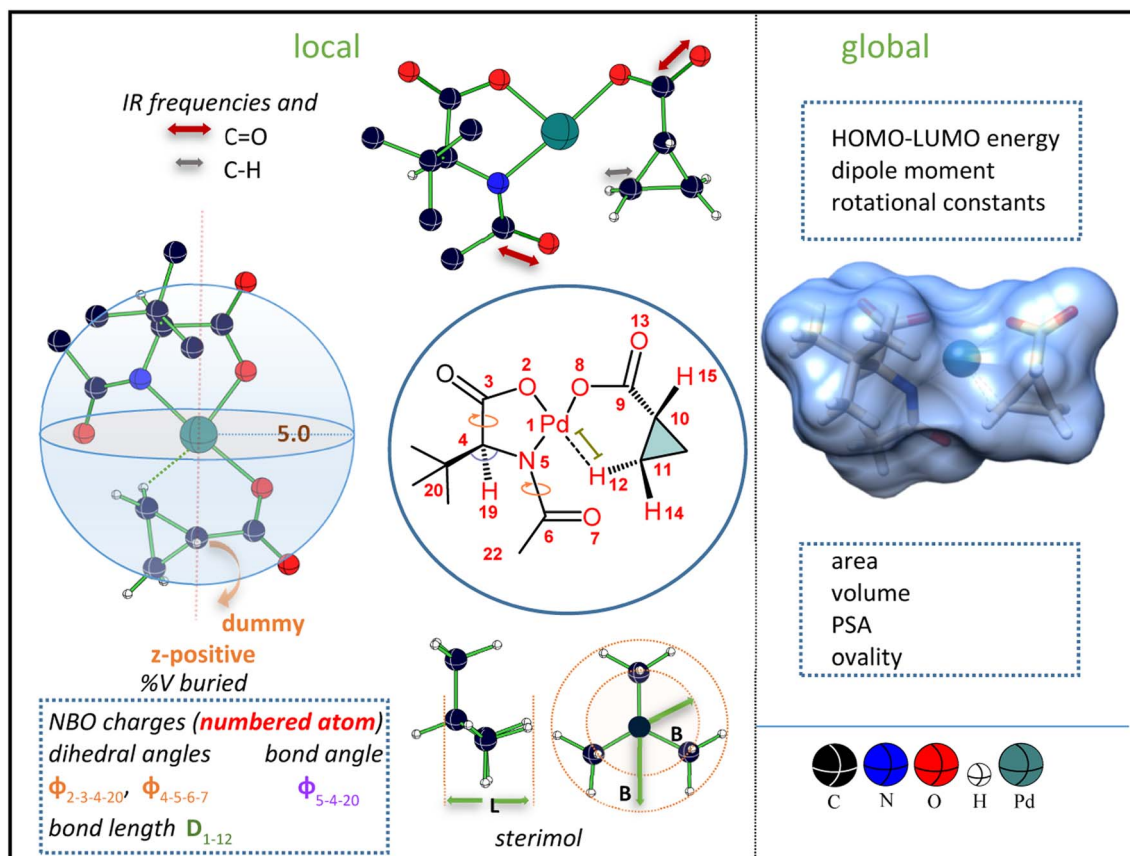 local
global
IR frequencies and
C=O
C-H
HOMO-LUMO energy
dipole moment
rotational constants
5.0
dummy
z-positive
%V buried
O
3
O
2
O
8
O
13
9
H 15
10
1
Pd
4
N
5
H
12
11
20
H
19
H 14
6
O
7
22
area
volume
PSA
ovality
NBO charges (numbered atom)
dihedral angles bond angle
Φ2-3-4-20, Φ4-5-6-7 Φ5-4-20
bond length D1-12
L
B
B
sterimol
C N O H Pd